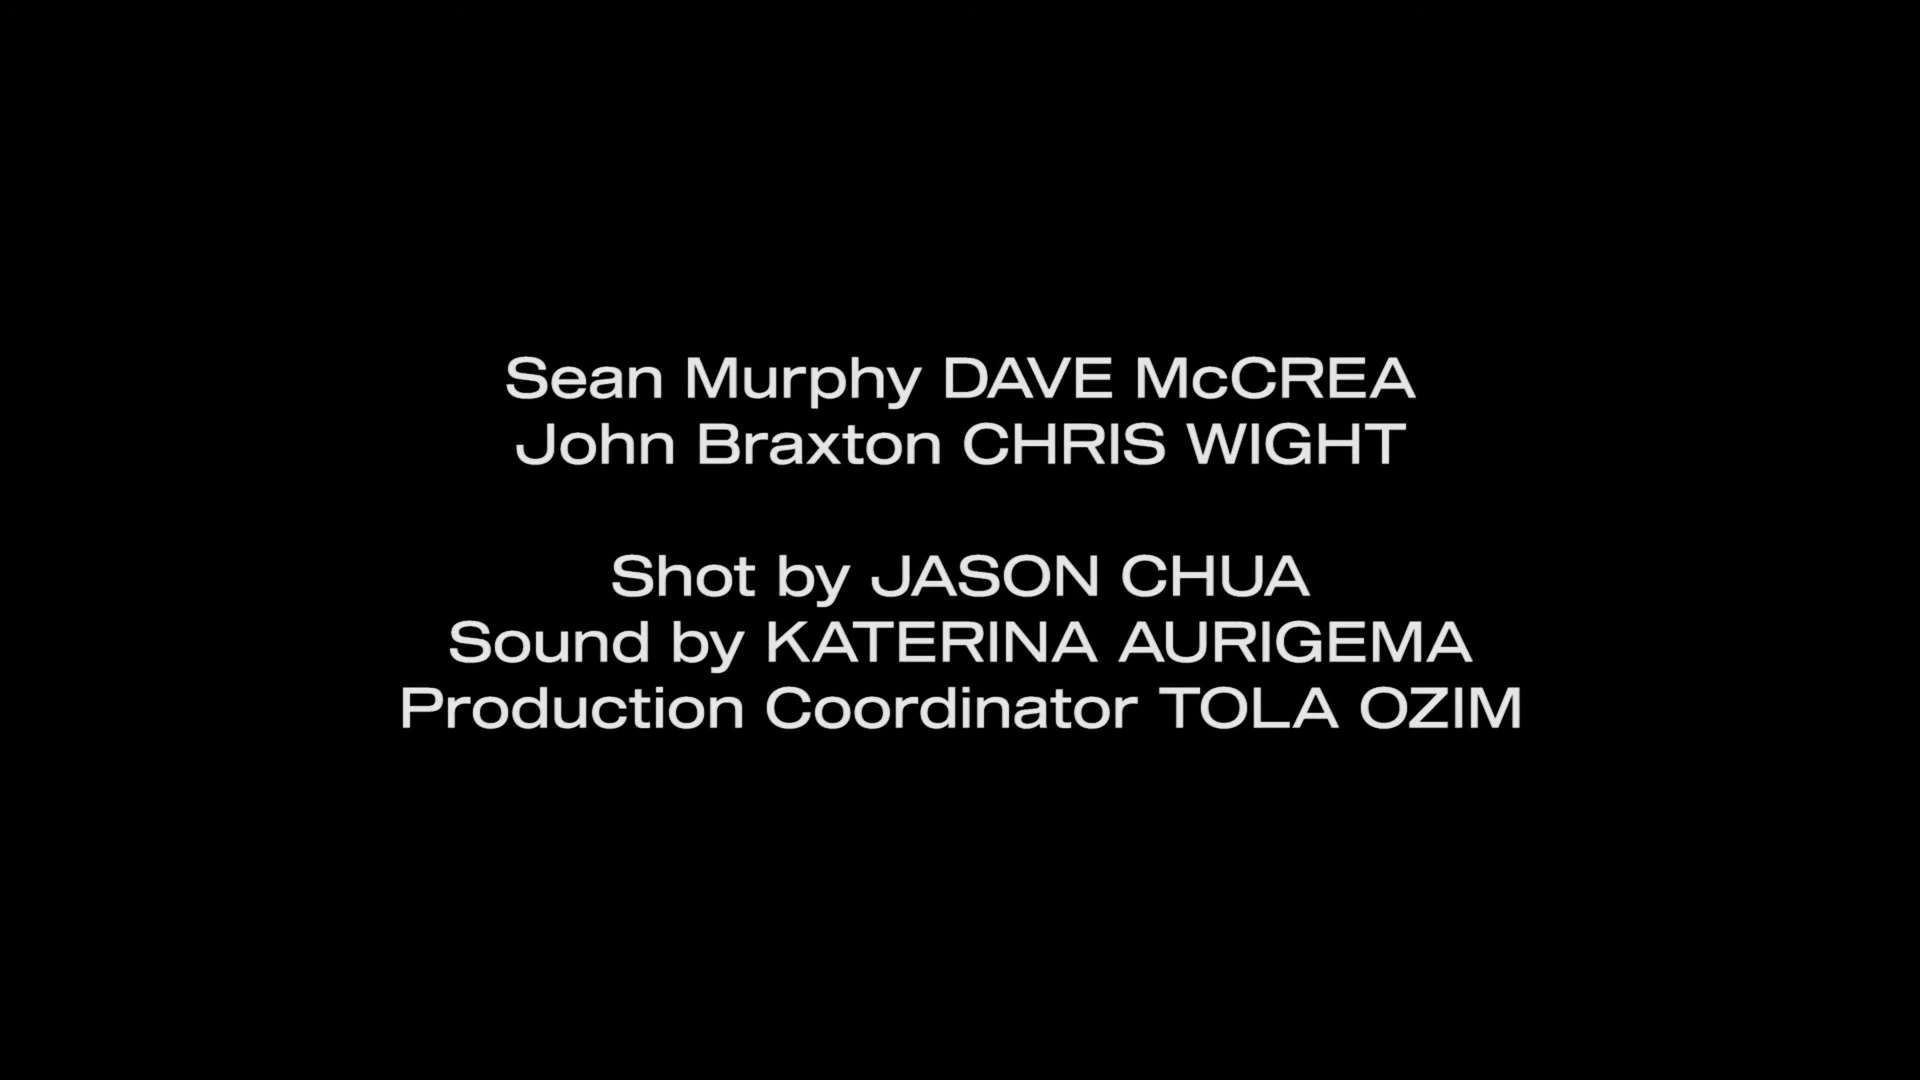 Sean Murphy DAVE McCREA
John Braxton CHRIS WIGHT
Shot by JASON CHUA
Sound by KATERINA AURIGEMA
Production Coordinator TOLA OZIM